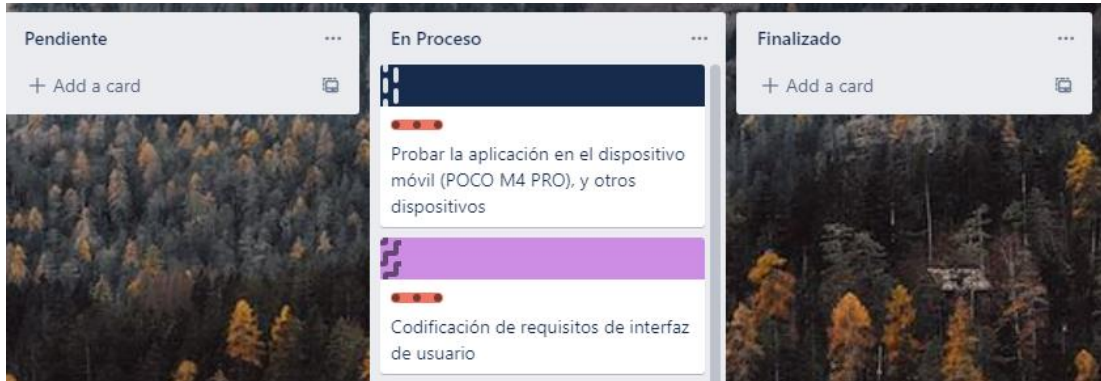 Pendiente
+ Add a card
En Proceso
Probar la aplicación en el dispositivo
móvil (POCO M4 PRO), y otros
dispositivos
Codificación de requisitos de interfaz
de usuario
Finalizado
+ Add a card